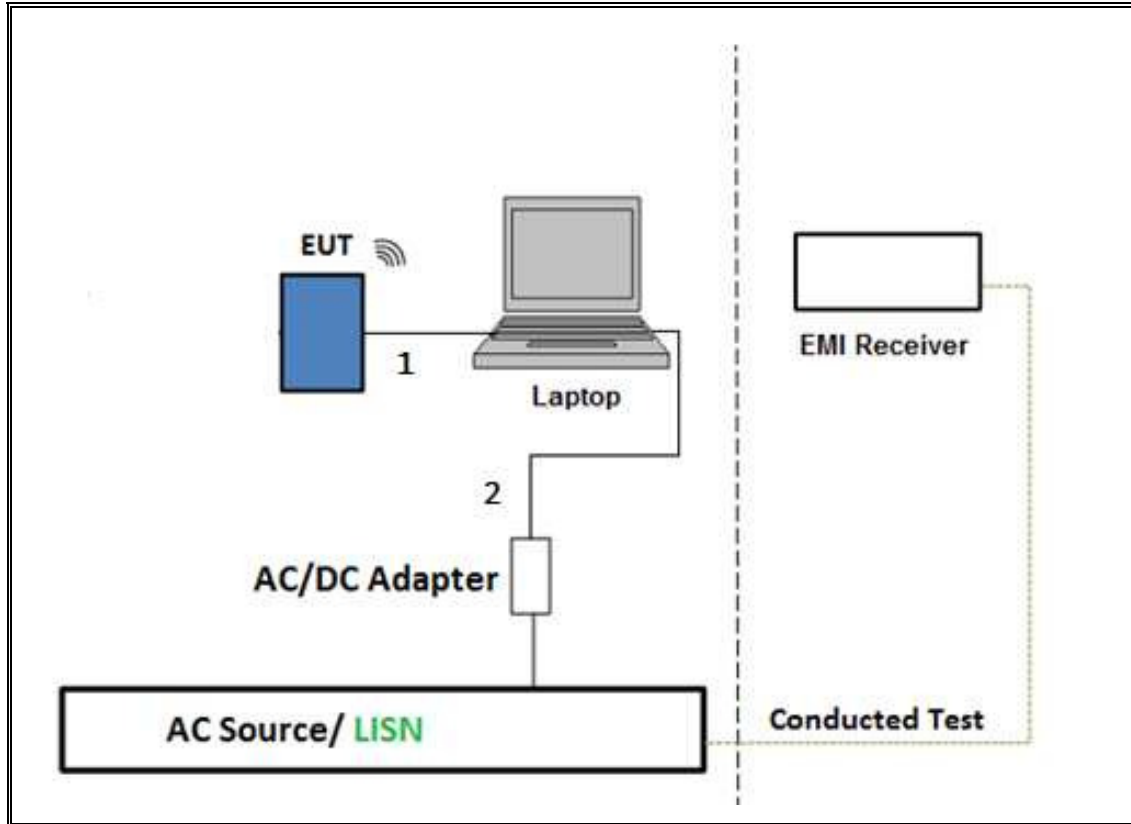 EUT
1
Laptop
EMI Receiver
2
AC/DC Adapter
AC Source/ LISN
Conducted Test